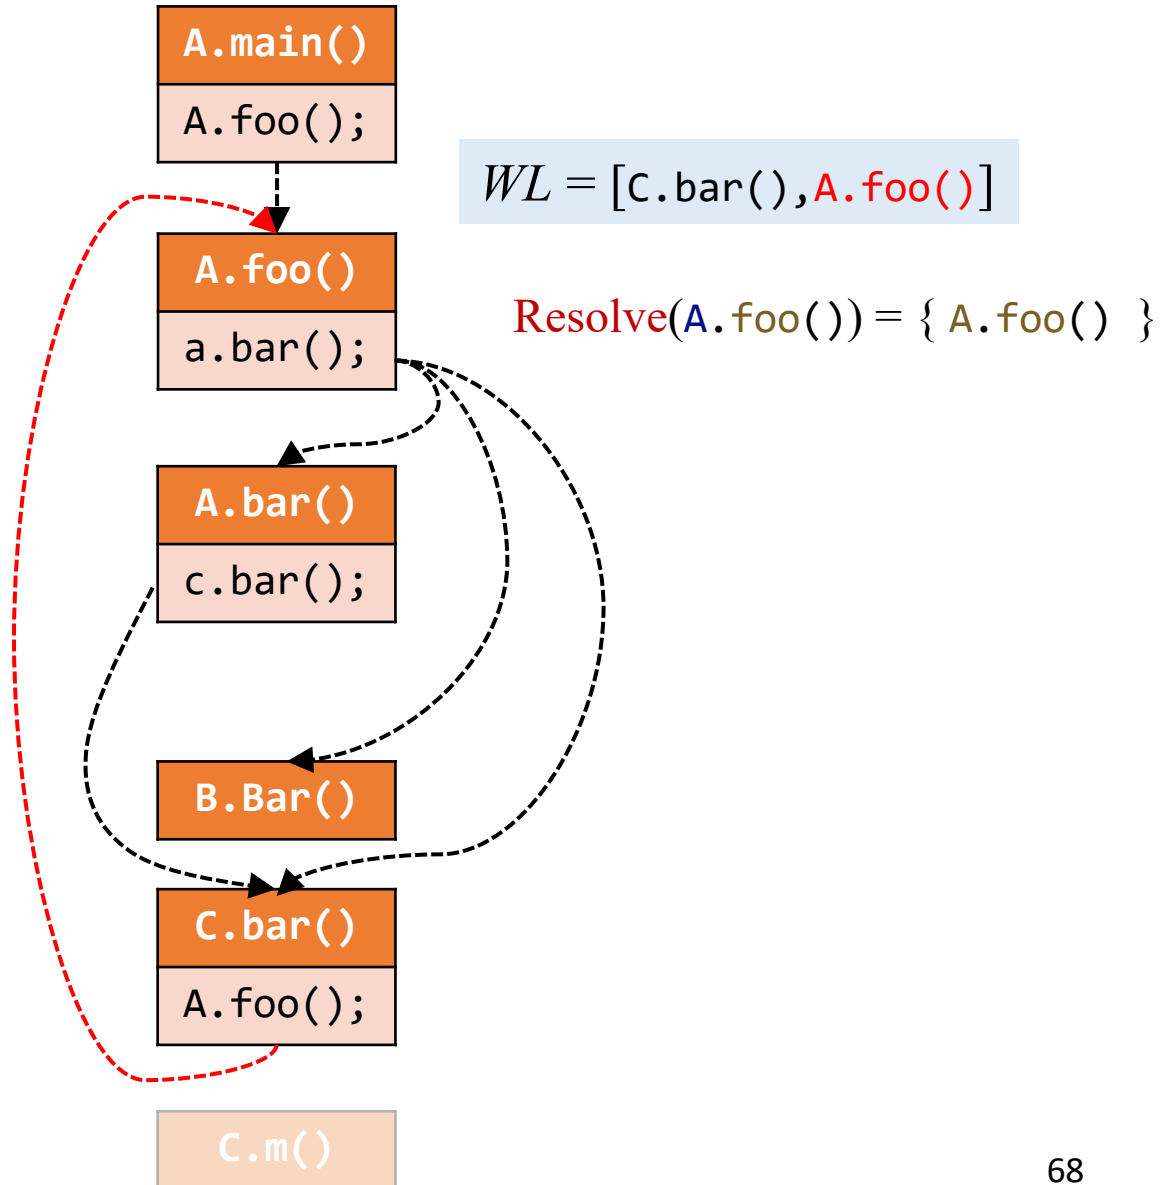 A.main()
A.foo();
WL = [C.bar(),A.foo()]
A.foo()
a.bar();
Resolve(A.foo()) = { A.foo() }
A.bar()
c.bar();
B.Bar()
C.bar()
A.foo();
C.m()
68